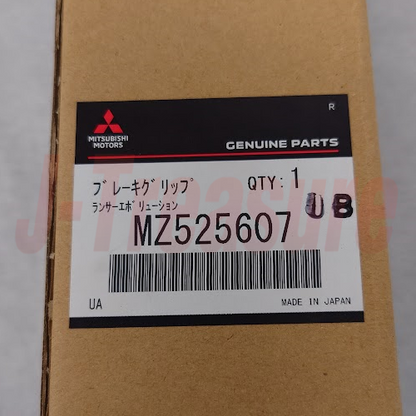 R
MITSUBISHI
MOTORS
GENUINE PARTS
ブレーキグリップ QTY: 1
ランサーエボリューション
MZ525607 UB
UA MADE IN JAPAN
J-Treasure